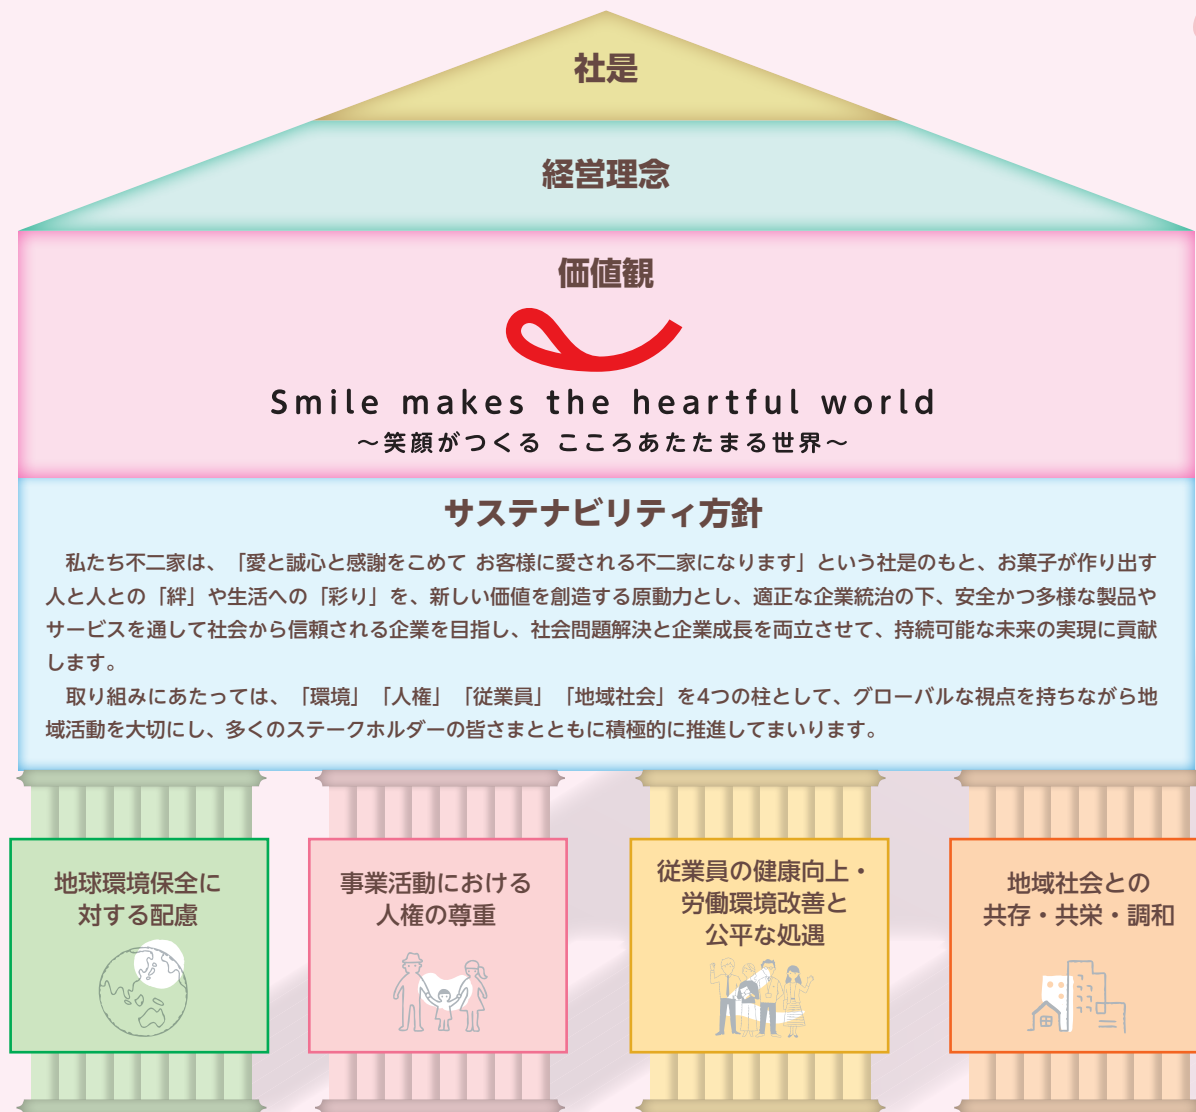 社是
経営理念
価値観
Smile makes the heartful world
～笑顔がつくる こころあたたまる世界～
サステナビリティ方針
私たち不二家は、「愛と誠心と感謝をこめて お客様に愛される不二家になります」という社是のもと、お菓子が作り出す
人と人との「絆」や生活への「彩り」を、新しい価値を創造する原動力とし、適正な企業統治の下、安全かつ多様な製品や
サービスを通して社会から信頼される企業を目指し、社会問題解決と企業成長を両立させて、持続可能な未来の実現に貢献
します。
取り組みにあたっては、「環境」「人権」「従業員」「地域社会」を4つの柱として、グローバルな視点を持ちながら地
域活動を大切にし、多くのステークホルダーの皆さまとともに積極的に推進してまいります。
地球環境保全に
対する配慮
事業活動における
人権の尊重
従業員の健康向上・
労働環境改善と
公平な処遇
地域社会との
共存・共栄・調和